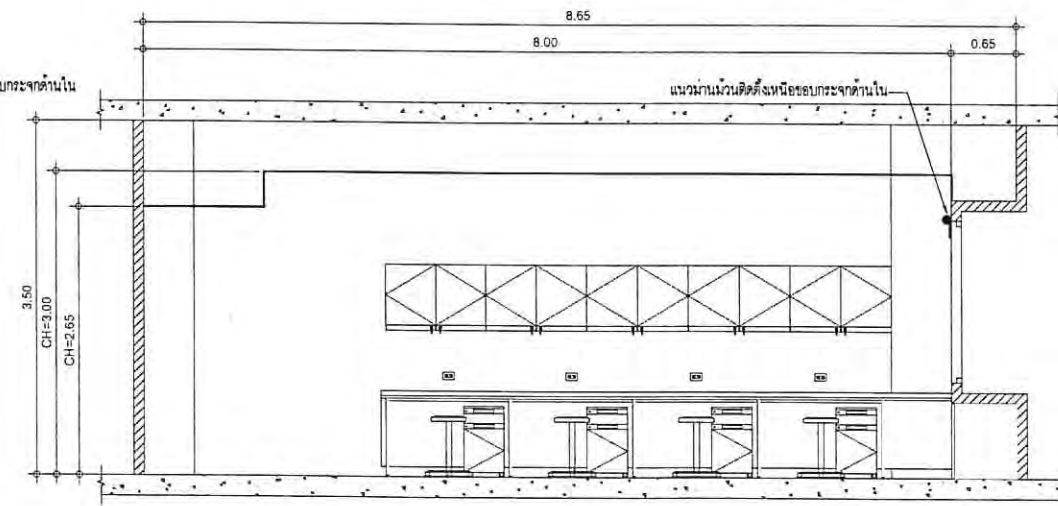 8.65
8.00
0.65
บกระจกด้านใน
แนวม่านม้วนติดตั้งเหนือขอบกระจกด้านใน
3.50
CH=3.00
CH=2.65